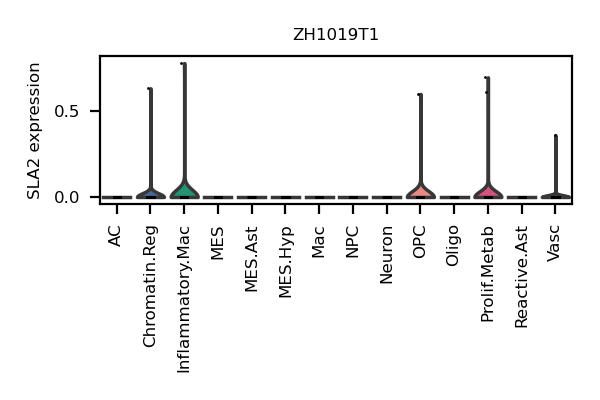 ZH1019T1
SLA2 expression
0.5
0.0
AC
Chromatin.Reg
Inflammatory.Mac
MES
MES.Ast
MES.Hyp
Mac
NPC
Neuron
OPC
Oligo
Prolif.Metab
Reactive.Ast
Vasc